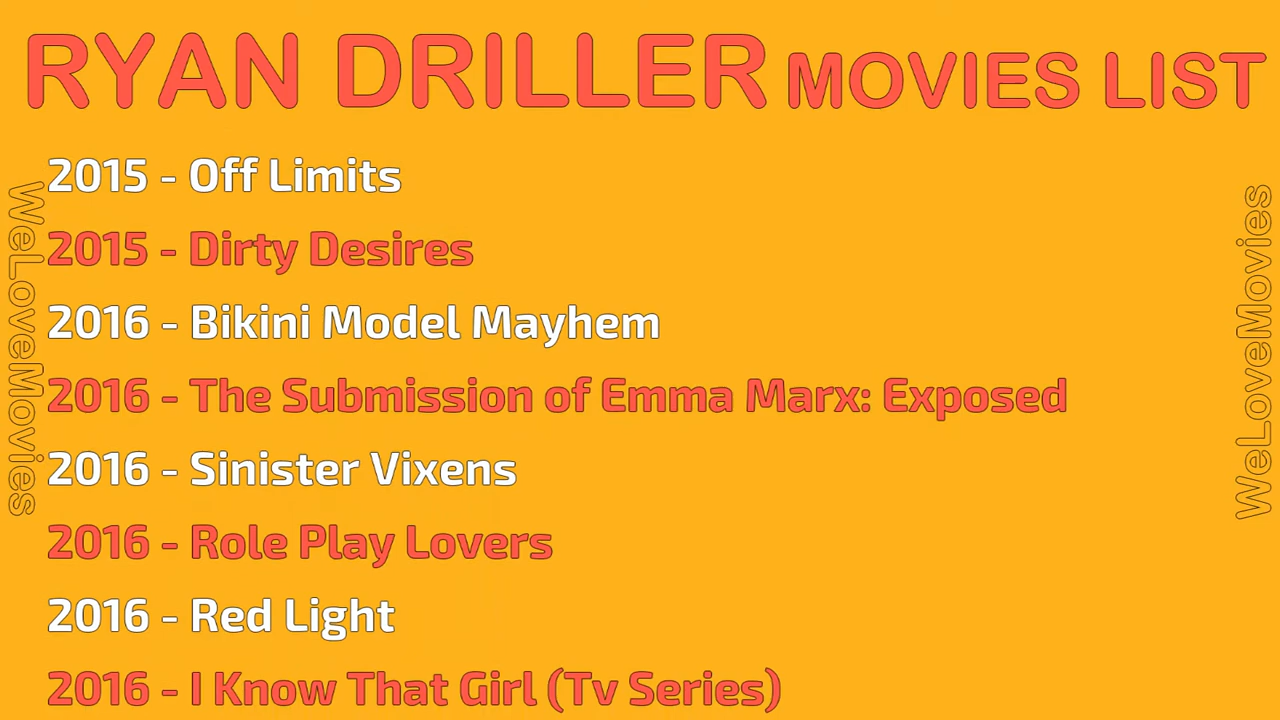 RYAN DRILLER MOVIES LIST
2015 - Off Limits
2015 - Dirty Desires
2016 - Bikini Model Mayhem
2016 - The Submission of Emma Marx: Exposed
2016 - Sinister Vixens
2016 - Role Play Lovers
2016 - Red Light
2016 - I Know That Girl (Tv Series)
WeLoveMovies
WeLoveMovies